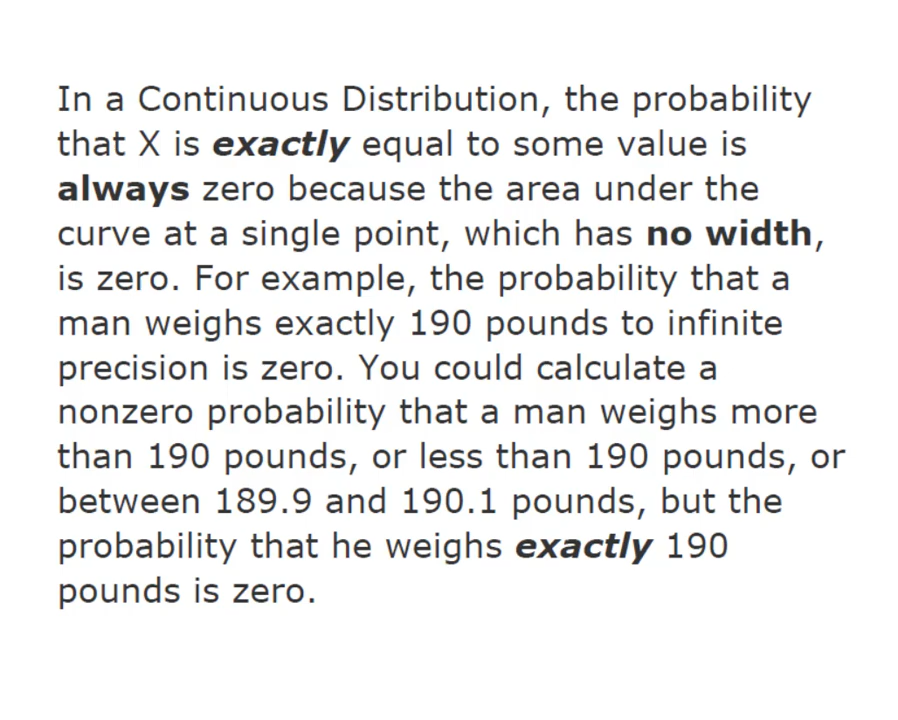 In a Continuous Distribution, the probability
that X is exactly equal to some value is
always zero because the area under the
curve at a single point, which has no width,
is zero. For example, the probability that a
man weighs exactly 190 pounds to infinite
precision is zero. You could calculate a
nonzero probability that a man weighs more
than 190 pounds, or less than 190 pounds, or
between 189.9 and 190.1 pounds, but the
probability that he weighs exactly 190
pounds is zero.